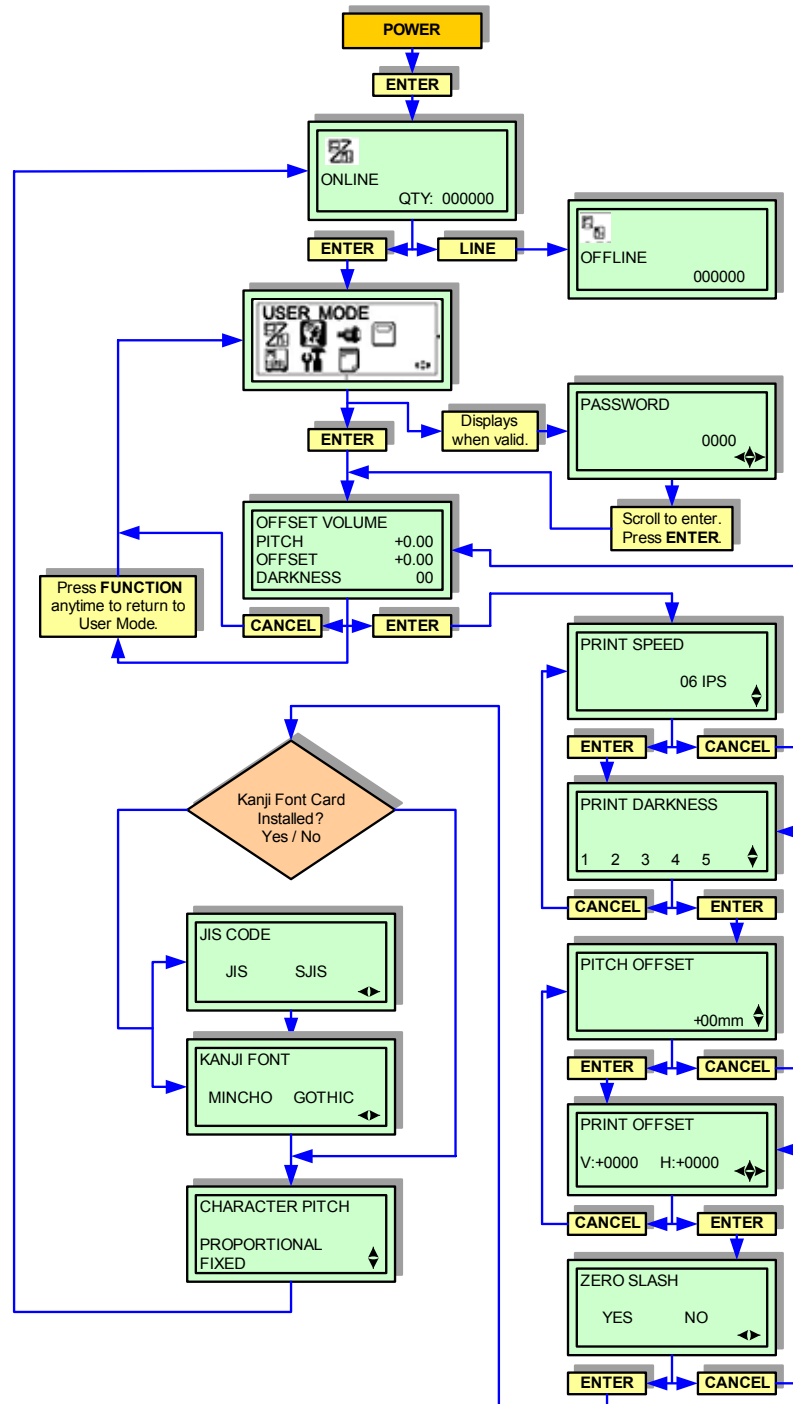 POWER
ENTER
ONLINE
QTY: 000000
ENTER
LINE
OFFLINE
000000
USER MODE
ENTER
Displays
when valid.
PASSWORD
0000
Scroll to enter.
Press ENTER.
OFFSET VOLUME
PITCH +0.00
OFFSET +0.00
DARKNESS 00
Press FUNCTION
anytime to return to
User Mode.
CANCEL
ENTER
PRINT SPEED
06 IPS
ENTER
CANCEL
PRINT DARKNESS
1 2 3 4 5
CANCEL
ENTER
PITCH OFFSET
+00mm
ENTER
CANCEL
PRINT OFFSET
V:+0000 H:+0000
CANCEL
ENTER
ZERO SLASH
YES NO
ENTER
CANCEL
Kanji Font Card
Installed?
Yes / No
JIS CODE
JIS SJIS
KANJI FONT
MINCHO GOTHIC
CHARACTER PITCH
PROPORTIONAL
FIXED